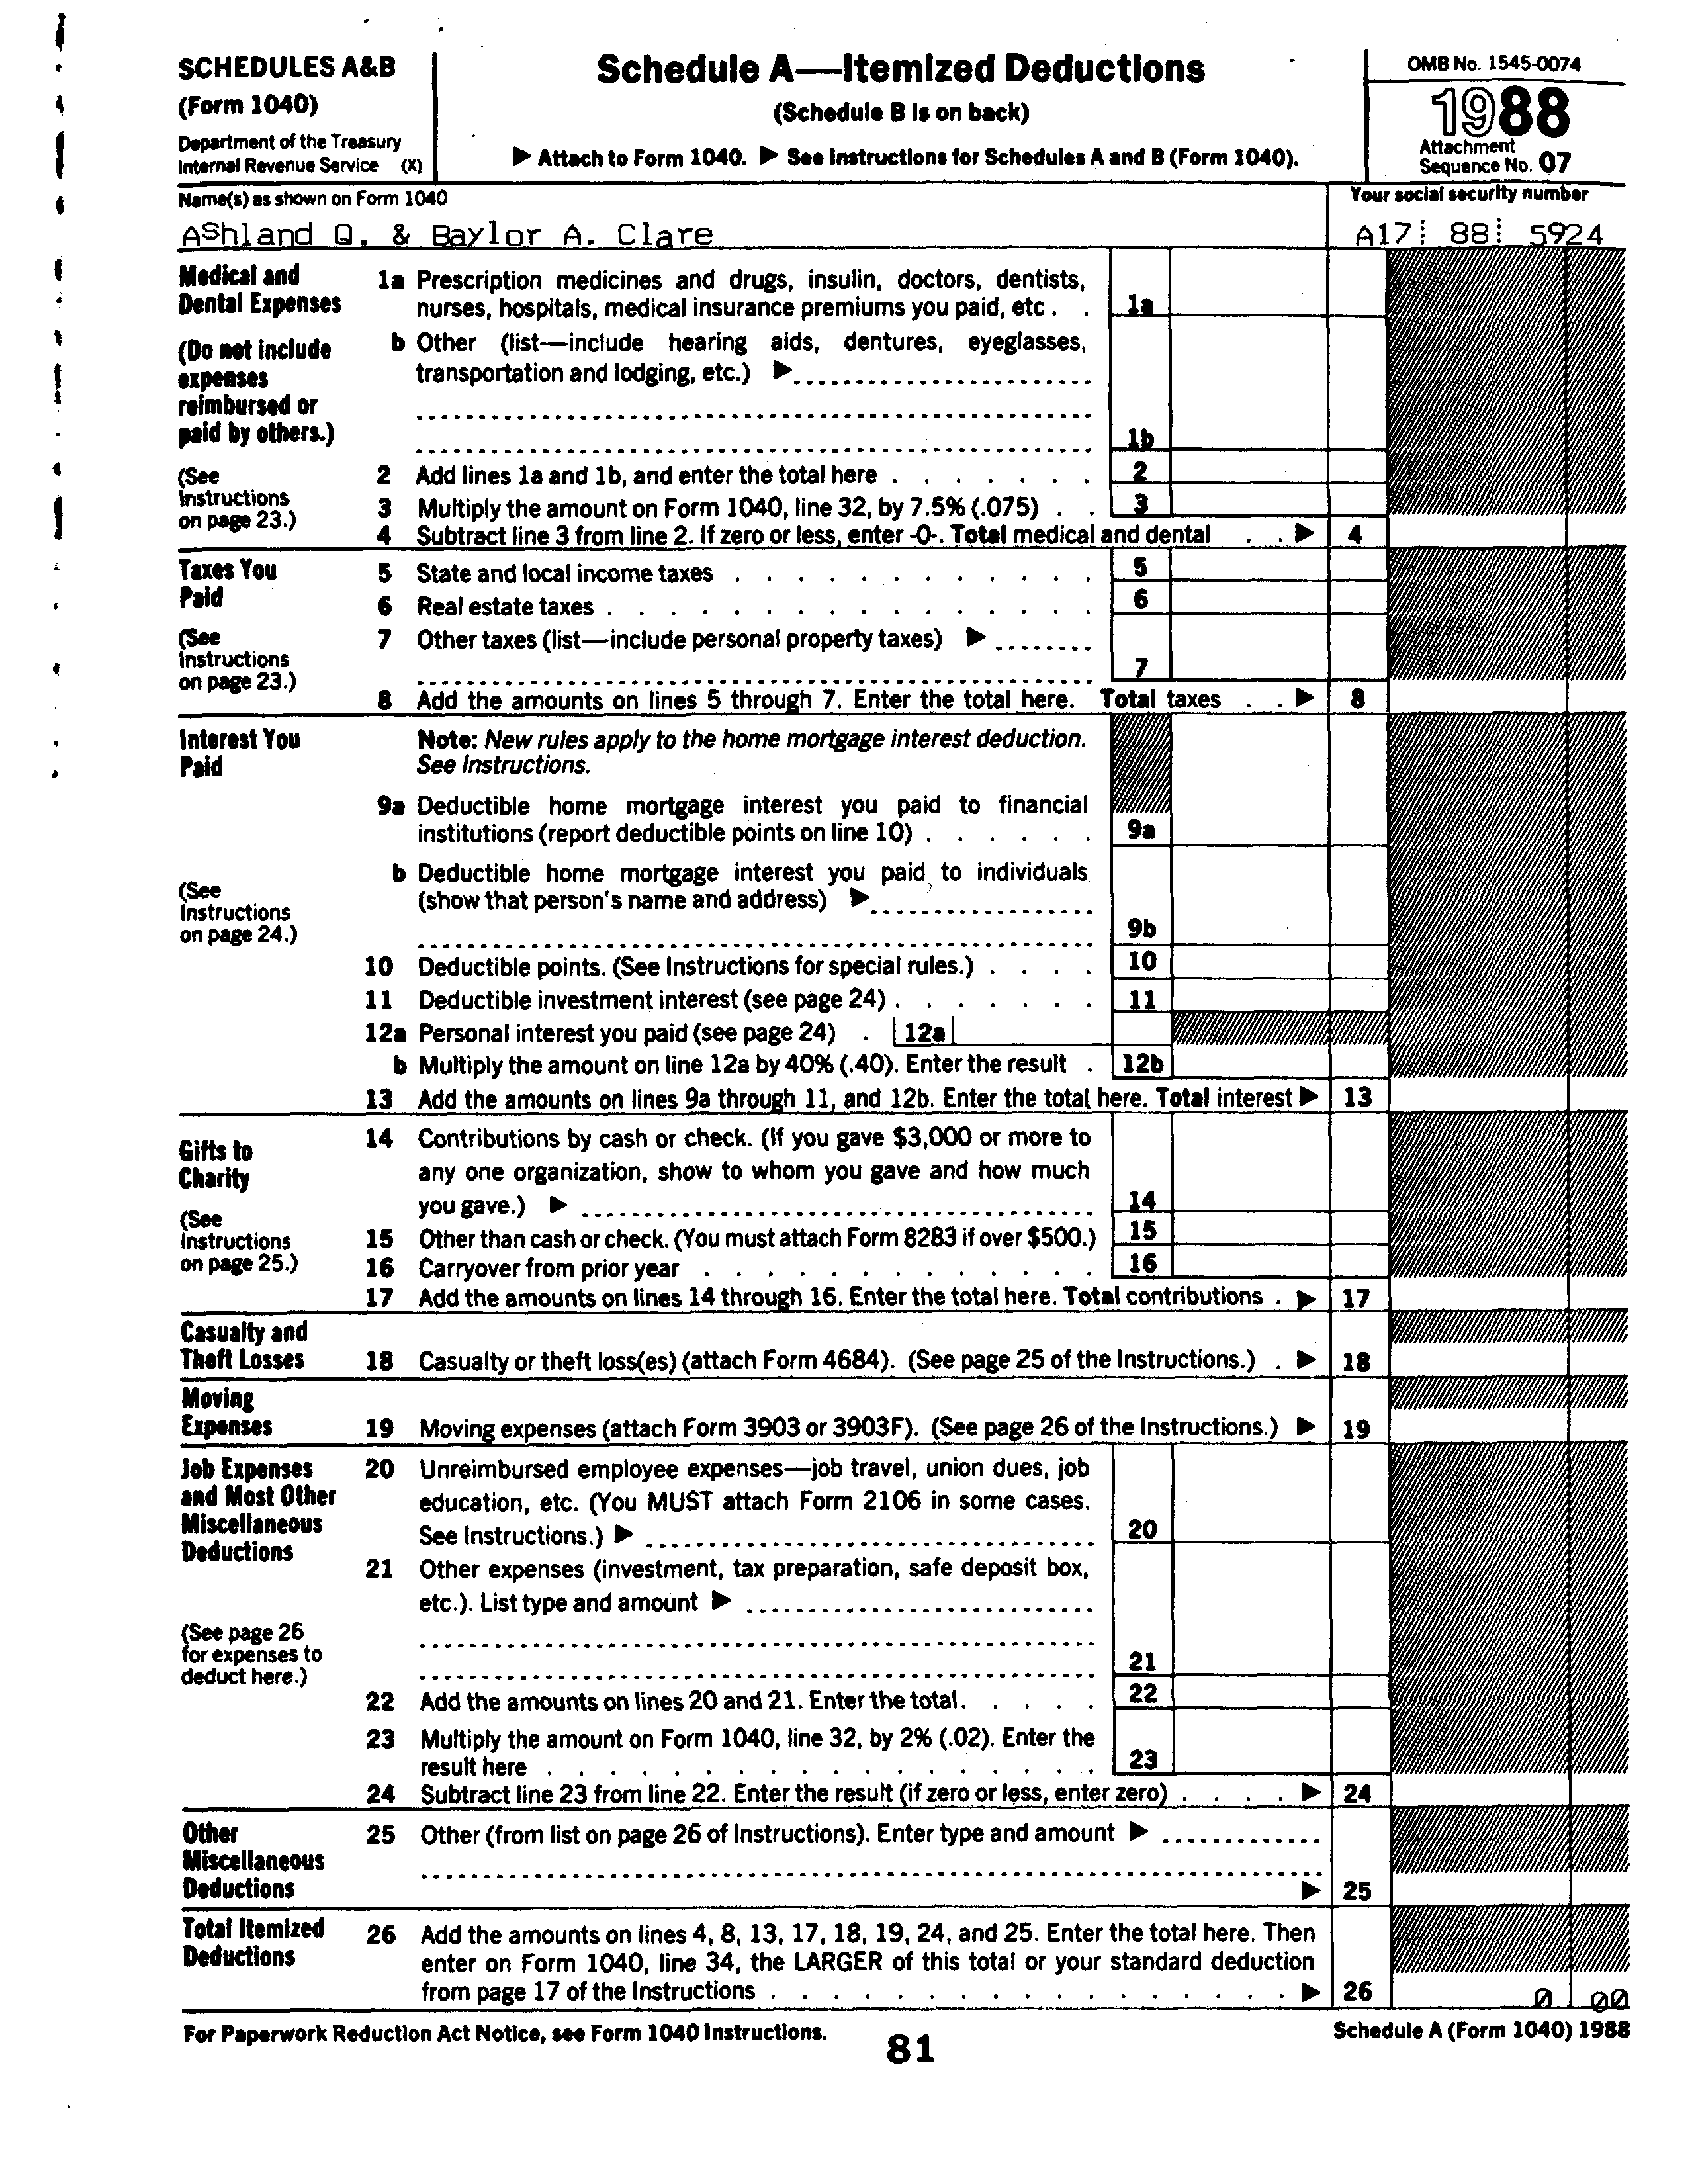 SCHEDULES A&B
(Form 1040)
Department of the Treasury
Internal Revenue Service (X)
Schedule A—Itemized Deductions
(Schedule B is on back)
▶ Attach to Form 1040. ▶ See Instructions for Schedules A and B (Form 1040).
OMB No. 1545-0074
1988
Attachment
Sequence No. 07
Name(s) as shown on Form 1040
Your social security number
Ashland Q. & Baylor A. Clare
A17 88 5924
Medical and
Dental Expenses
(Do not include
expenses
reimbursed or
paid by others.)
(See
Instructions
on page 23.)
1a Prescription medicines and drugs, insulin, doctors, dentists,
nurses, hospitals, medical insurance premiums you paid, etc . . 1a
b Other (list—include hearing aids, dentures, eyeglasses,
transportation and lodging, etc.) ▶
1b
2 Add lines 1a and 1b, and enter the total here . . . . . . . 2
3 Multiply the amount on Form 1040, line 32, by 7.5% (.075) . . 3
4 Subtract line 3 from line 2. If zero or less, enter -0-. Total medical and dental . . ▶ 4
Taxes You
Paid
(See
Instructions
on page 23.)
5 State and local income taxes . . . . . . . . . . . . 5
6 Real estate taxes . . . . . . . . . . . . . . . . 6
7 Other taxes (list—include personal property taxes) ▶
7
8 Add the amounts on lines 5 through 7. Enter the total here. Total taxes . . ▶ 8
Interest You
Paid
(See
Instructions
on page 24.)
Note: New rules apply to the home mortgage interest deduction.
See Instructions.
9a Deductible home mortgage interest you paid to financial
institutions (report deductible points on line 10) . . . . . . 9a
b Deductible home mortgage interest you paid to individuals
(show that person's name and address) ▶
9b
10 Deductible points. (See Instructions for special rules.) . . . . 10
11 Deductible investment interest (see page 24) . . . . . . . 11
12a Personal interest you paid (see page 24) . 12a
b Multiply the amount on line 12a by 40% (.40). Enter the result . 12b
13 Add the amounts on lines 9a through 11, and 12b. Enter the total here. Total interest ▶ 13
Gifts to
Charity
(See
Instructions
on page 25.)
14 Contributions by cash or check. (If you gave $3,000 or more to
any one organization, show to whom you gave and how much
you gave.) ▶ 14
15 Other than cash or check. (You must attach Form 8283 if over $500.) 15
16 Carryover from prior year . . . . . . . . . . . . . 16
17 Add the amounts on lines 14 through 16. Enter the total here. Total contributions . ▶ 17
Casualty and
Theft Losses
18 Casualty or theft loss(es) (attach Form 4684). (See page 25 of the Instructions.) . ▶ 18
Moving
Expenses
19 Moving expenses (attach Form 3903 or 3903F). (See page 26 of the Instructions.) ▶ 19
Job Expenses
and Most Other
Miscellaneous
Deductions
(See page 26
for expenses to
deduct here.)
20 Unreimbursed employee expenses—job travel, union dues, job
education, etc. (You MUST attach Form 2106 in some cases.
See Instructions.) ▶ 20
21 Other expenses (investment, tax preparation, safe deposit box,
etc.). List type and amount ▶
21
22 Add the amounts on lines 20 and 21. Enter the total. . . . . 22
23 Multiply the amount on Form 1040, line 32, by 2% (.02). Enter the
result here . . . . . . . . . . . . . . . . . . 23
24 Subtract line 23 from line 22. Enter the result (if zero or less, enter zero) . . . . ▶ 24
Other
Miscellaneous
Deductions
25 Other (from list on page 26 of Instructions). Enter type and amount ▶
▶ 25
Total Itemized
Deductions
26 Add the amounts on lines 4, 8, 13, 17, 18, 19, 24, and 25. Enter the total here. Then
enter on Form 1040, line 34, the LARGER of this total or your standard deduction
from page 17 of the Instructions . . . . . . . . . . . . . . . . . ▶ 26 0 00
For Paperwork Reduction Act Notice, see Form 1040 Instructions.
Schedule A (Form 1040) 1988
81